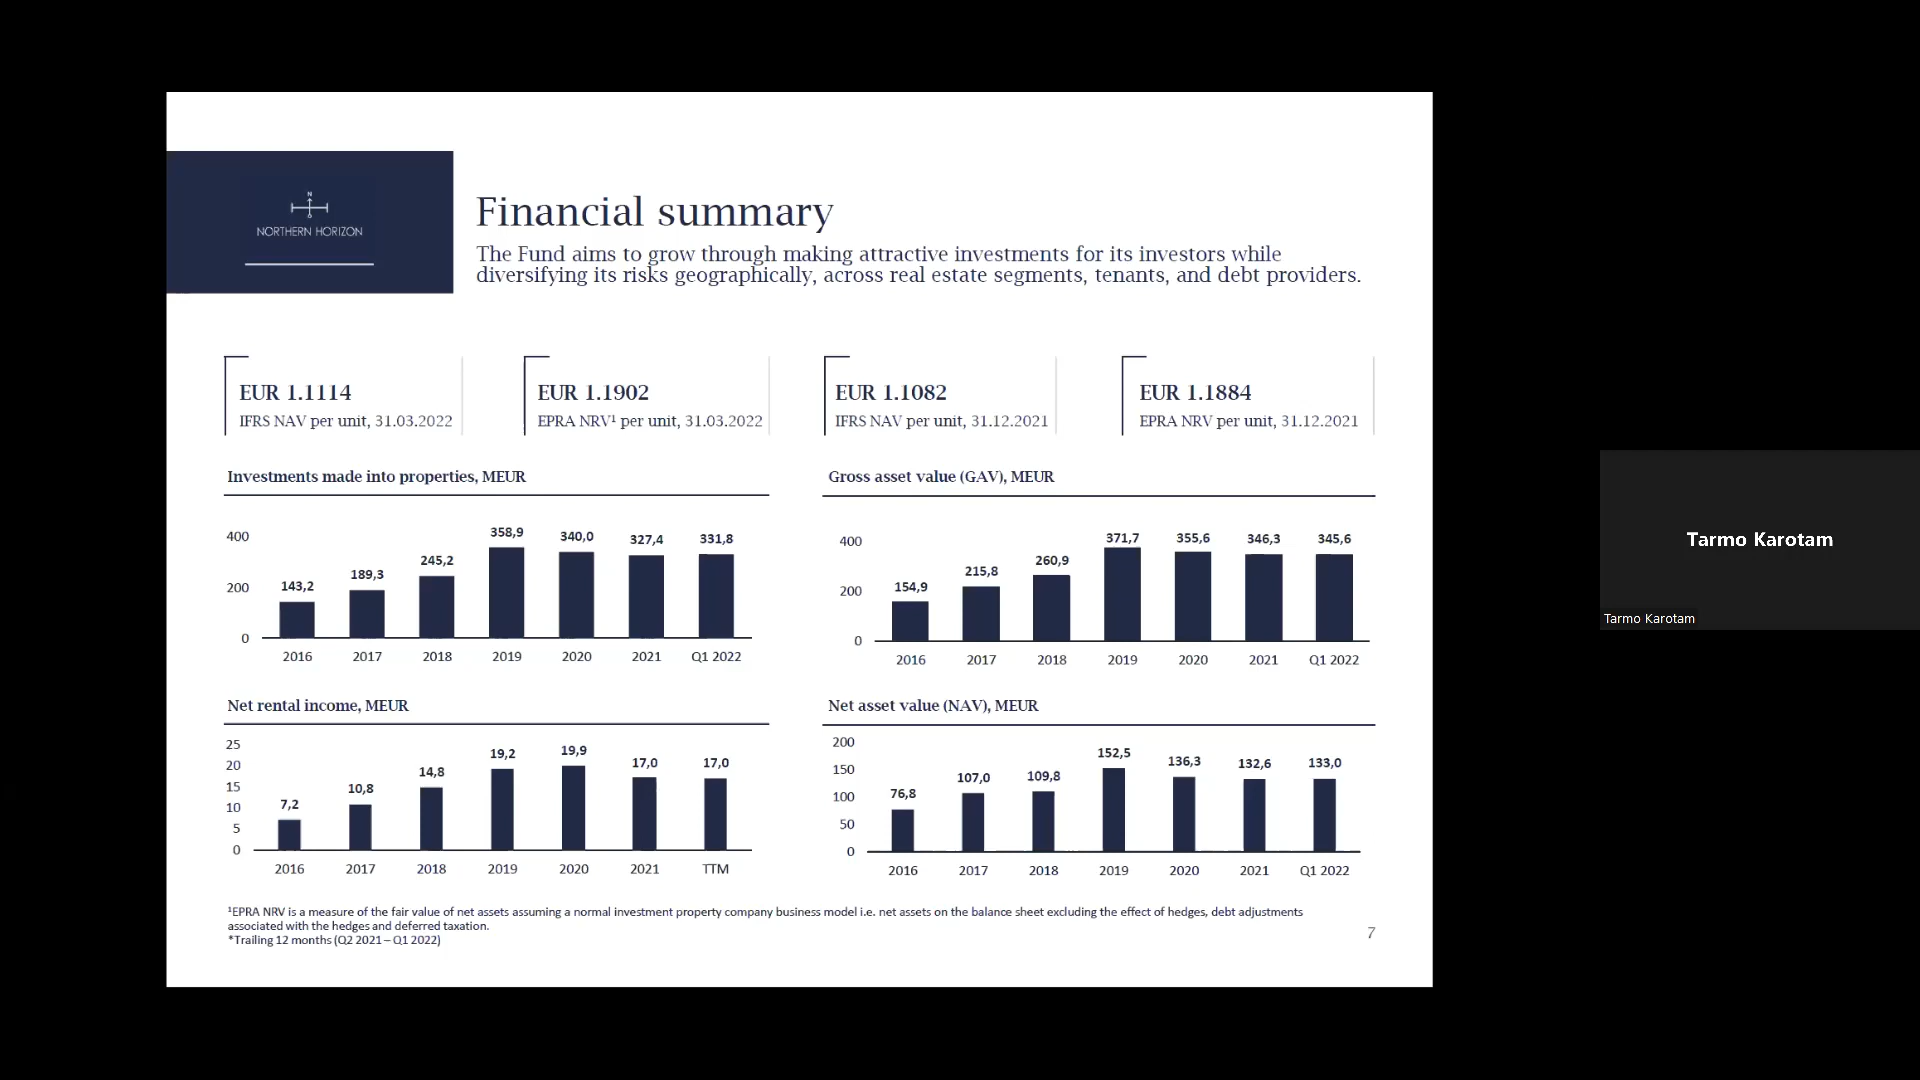 N
NORTHERN HORIZON
Financial summary
The Fund aims to grow through making attractive investments for its investors while
diversifying its risks geographically, across real estate segments, tenants, and debt providers.
EUR 1.1114
IFRS NAV per unit, 31.03.2022
EUR 1.1902
EPRA NRV¹ per unit, 31.03.2022
EUR 1.1082
IFRS NAV per unit, 31.12.2021
EUR 1.1884
EPRA NRV per unit, 31.12.2021
Investments made into properties, MEUR
400
200
0
143,2
189,3
245,2
358,9
340,0
327,4
331,8
2016
2017
2018
2019
2020
2021
Q1 2022
Gross asset value (GAV), MEUR
400
200
0
154,9
215,8
260,9
371,7
355,6
346,3
345,6
2016
2017
2018
2019
2020
2021
Q1 2022
Net rental income, MEUR
25
20
15
10
5
0
7,2
10,8
14,8
19,2
19,9
17,0
17,0
2016
2017
2018
2019
2020
2021
TTM
Net asset value (NAV), MEUR
200
150
100
50
0
76,8
107,0
109,8
152,5
136,3
132,6
133,0
2016
2017
2018
2019
2020
2021
Q1 2022
¹EPRA NRV is a measure of the fair value of net assets assuming a normal investment property company business model i.e. net assets on the balance sheet excluding the effect of hedges, debt adjustments
associated with the hedges and deferred taxation.
*Trailing 12 months (Q2 2021 – Q1 2022)
7
Tarmo Karotam
Tarmo Karotam